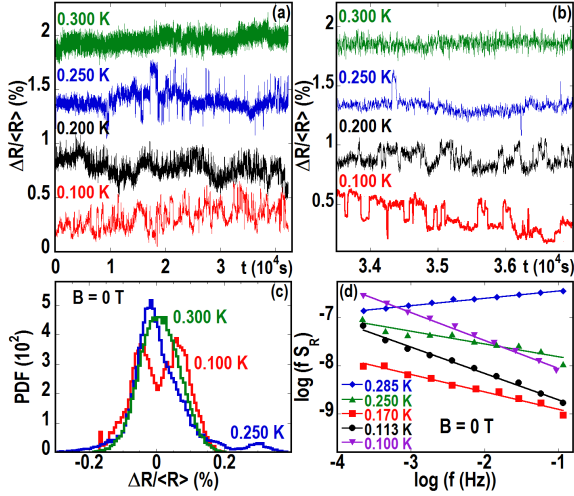 (a)
0.300 K
0.250 K
0.200 K
0.100 K
ΔR/<R> (%)
2
1.5
1
0.5
0
0 1 2 3 4
t (10⁴s)
(b)
0.300 K
0.250 K
0.200 K
0.100 K
ΔR/<R> (%)
2
1.5
1
0.5
0
3.4 3.5 3.6
t (10⁴s)
(c)
B = 0 T
0.300 K
0.100 K
0.250 K
PDF (10²)
5
4
3
2
1
0
-0.2 0 0.2 0.4
ΔR/<R> (%)
(d)
log (f S_R)
-7
-8
-9
0.285 K
0.250 K
0.170 K
0.113 K
0.100 K
B = 0 T
-4 -3 -2 -1
log (f (Hz))